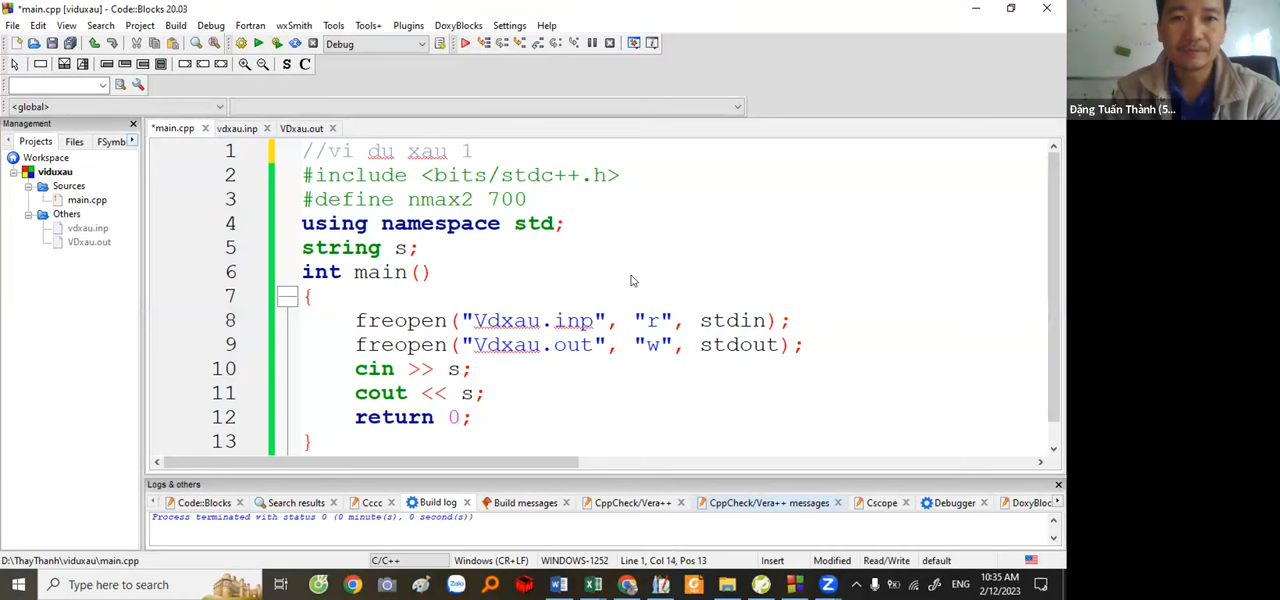 *main.cpp [viduxau] - Code::Blocks 20.03
File Edit View Search Project Build Debug Fortran wxSmith Tools Tools+ Plugins DoxyBlocks Settings Help
Debug
S C
<global>
Management
Projects Files FSymb
Workspace
viduxau
Sources
main.cpp
Others
vdxau.inp
VDxau.out
*main.cpp vdxau.inp VDxau.out
1 //vi du xau 1
2 #include <bits/stdc++.h>
3 #define nmax2 700
4 using namespace std;
5 string s;
6 int main()
7 {
8 freopen("Vdxau.inp", "r", stdin);
9 freopen("Vdxau.out", "w", stdout);
10 cin >> s;
11 cout << s;
12 return 0;
13 }
Logs & others
Code::Blocks Search results Cccc Build log Build messages CppCheck/Vera++ CppCheck/Vera++ messages Cscope Debugger DoxyBloc
Process terminated with status 0 (0 minute(s), 0 second(s))
D:\ThayThanh\viduxau\main.cpp C/C++ Windows (CR+LF) WINDOWS-1252 Line 1, Col 14, Pos 13 Insert Modified Read/Write default
Type here to search
Zalo
ENG
10:35 AM
2/12/2023
Đặng Tuấn Thành (5...